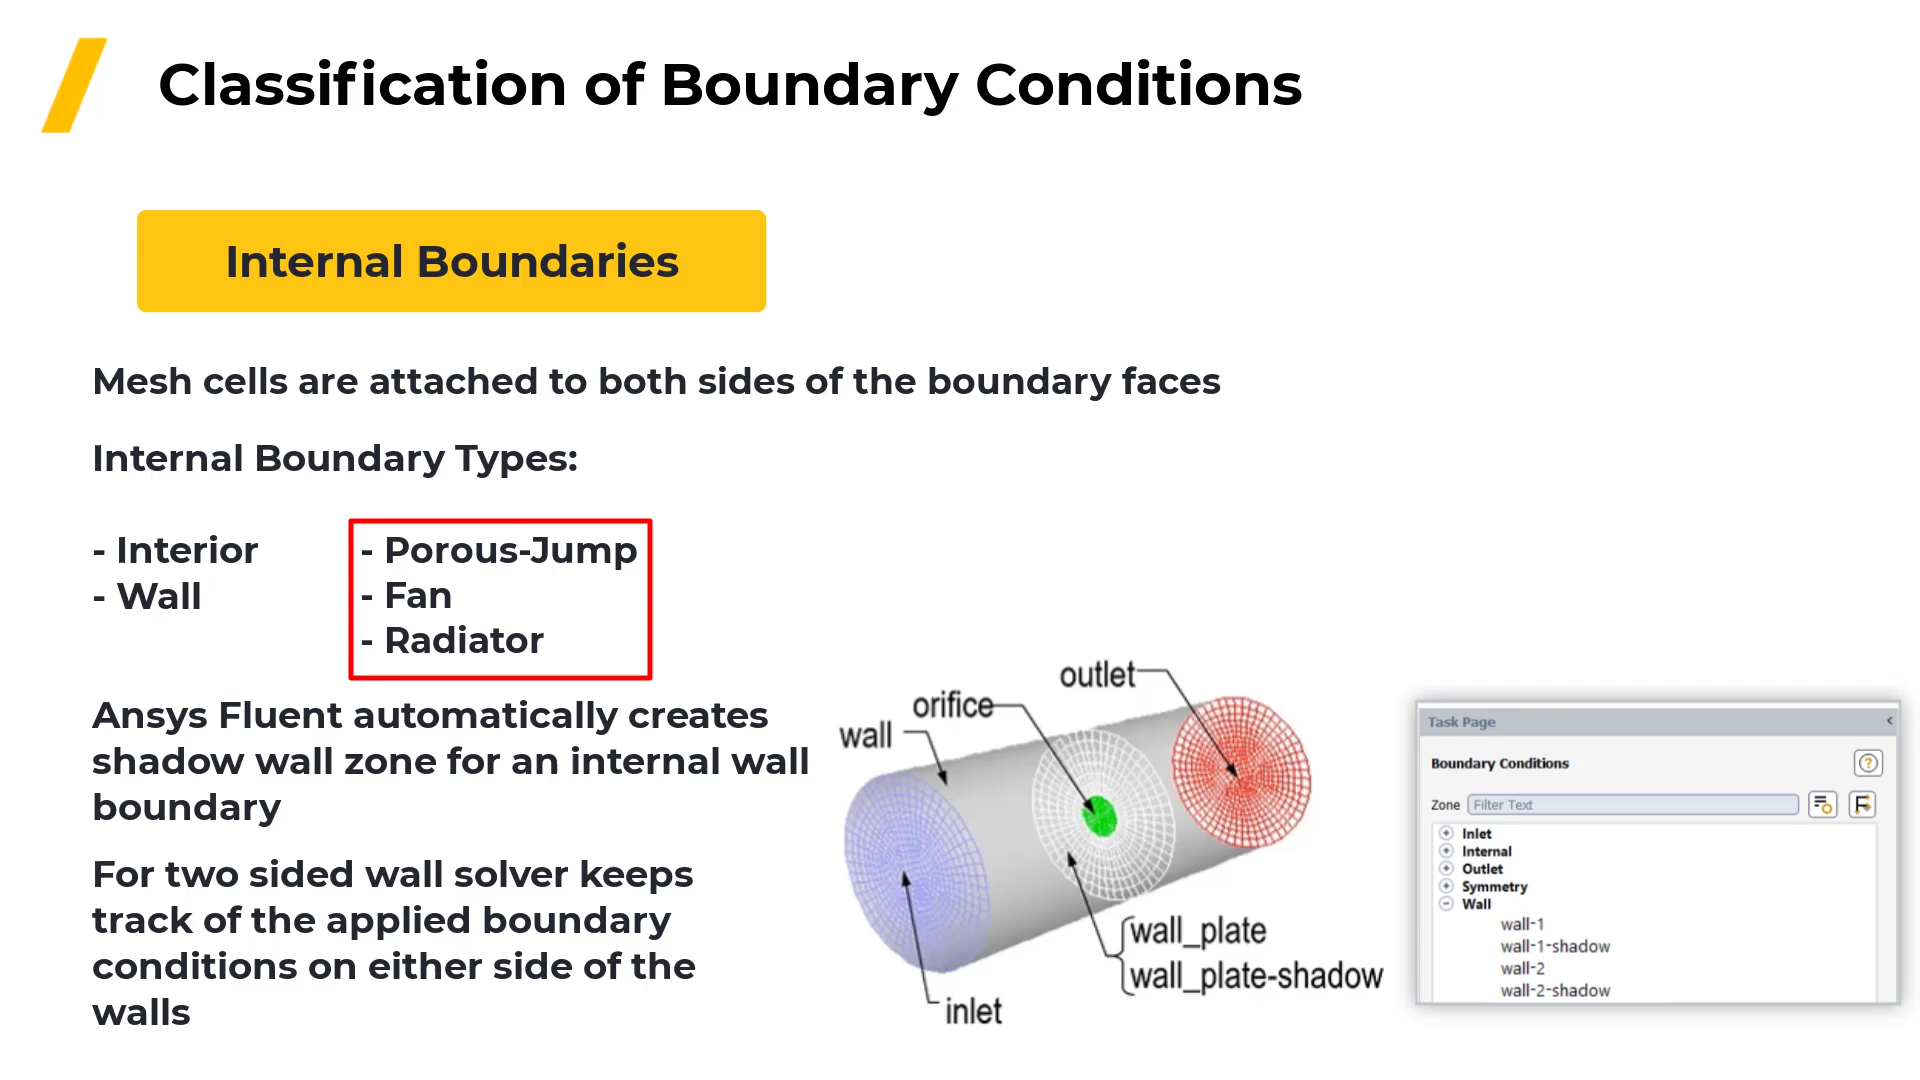 Classification of Boundary Conditions
Internal Boundaries
Mesh cells are attached to both sides of the boundary faces
Internal Boundary Types:
- Interior
- Wall
- Porous-Jump
- Fan
- Radiator
Ansys Fluent automatically creates
shadow wall zone for an internal wall
boundary
For two sided wall solver keeps
track of the applied boundary
conditions on either side of the
walls
outlet
orifice
wall
wall_plate
wall_plate-shadow
inlet
Task Page
<
Boundary Conditions
?
Zone
Filter Text
Inlet
Internal
Outlet
Symmetry
Wall
wall-1
wall-1-shadow
wall-2
wall-2-shadow